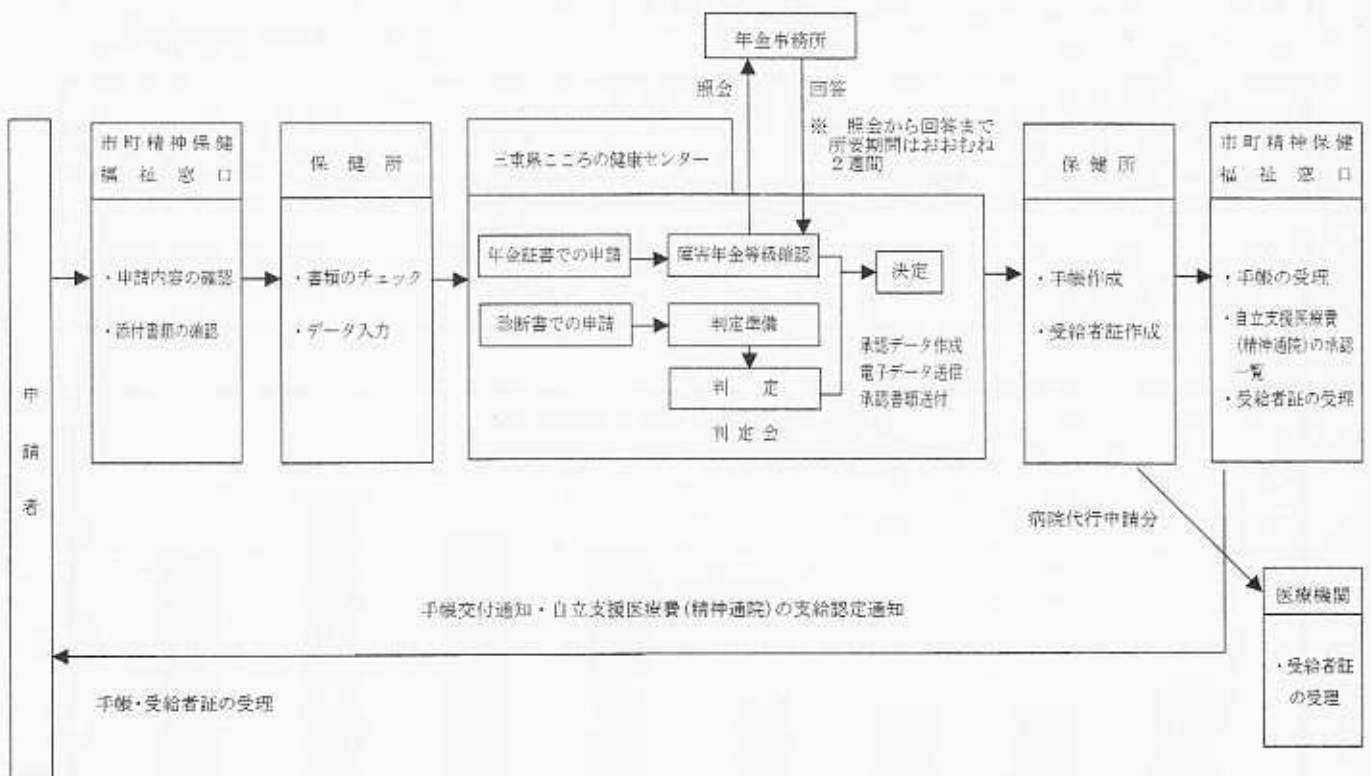 年金事務所
照会
回答
※ 照会から回答まで
所要期間はおおむね
2週間
申請者
市町精神保健
福祉窓口
・申請内容の確認
・添付書類の確認
保健所
・書類のチェック
・データ入力
三重県こころの健康センター
年金証書での申請
障害年金等級確認
診断書での申請
判定準備
判定
判定会
決定
承認データ作成
電子データ送信
承認書類送付
保健所
・手帳作成
・受給者証作成
市町精神保健
福祉窓口
・手帳の受理
・自立支援医療費
(精神通院)の承認
一覧
・受給者証の受理
病院代行申請分
医療機関
・受給者証
の受理
手帳交付通知・自立支援医療費(精神通院)の支給認定通知
手帳・受給者証の受理